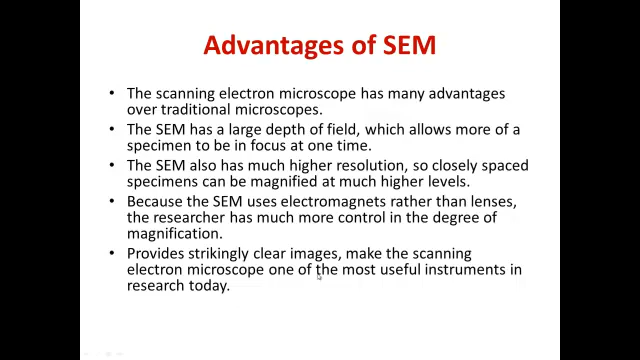 Advantages of SEM
• The scanning electron microscope has many advantages
over traditional microscopes.
• The SEM has a large depth of field, which allows more of a
specimen to be in focus at one time.
• The SEM also has much higher resolution, so closely spaced
specimens can be magnified at much higher levels.
• Because the SEM uses electromagnets rather than lenses,
the researcher has much more control in the degree of
magnification.
• Provides strikingly clear images, make the scanning
electron microscope one of the most useful instruments in
research today.